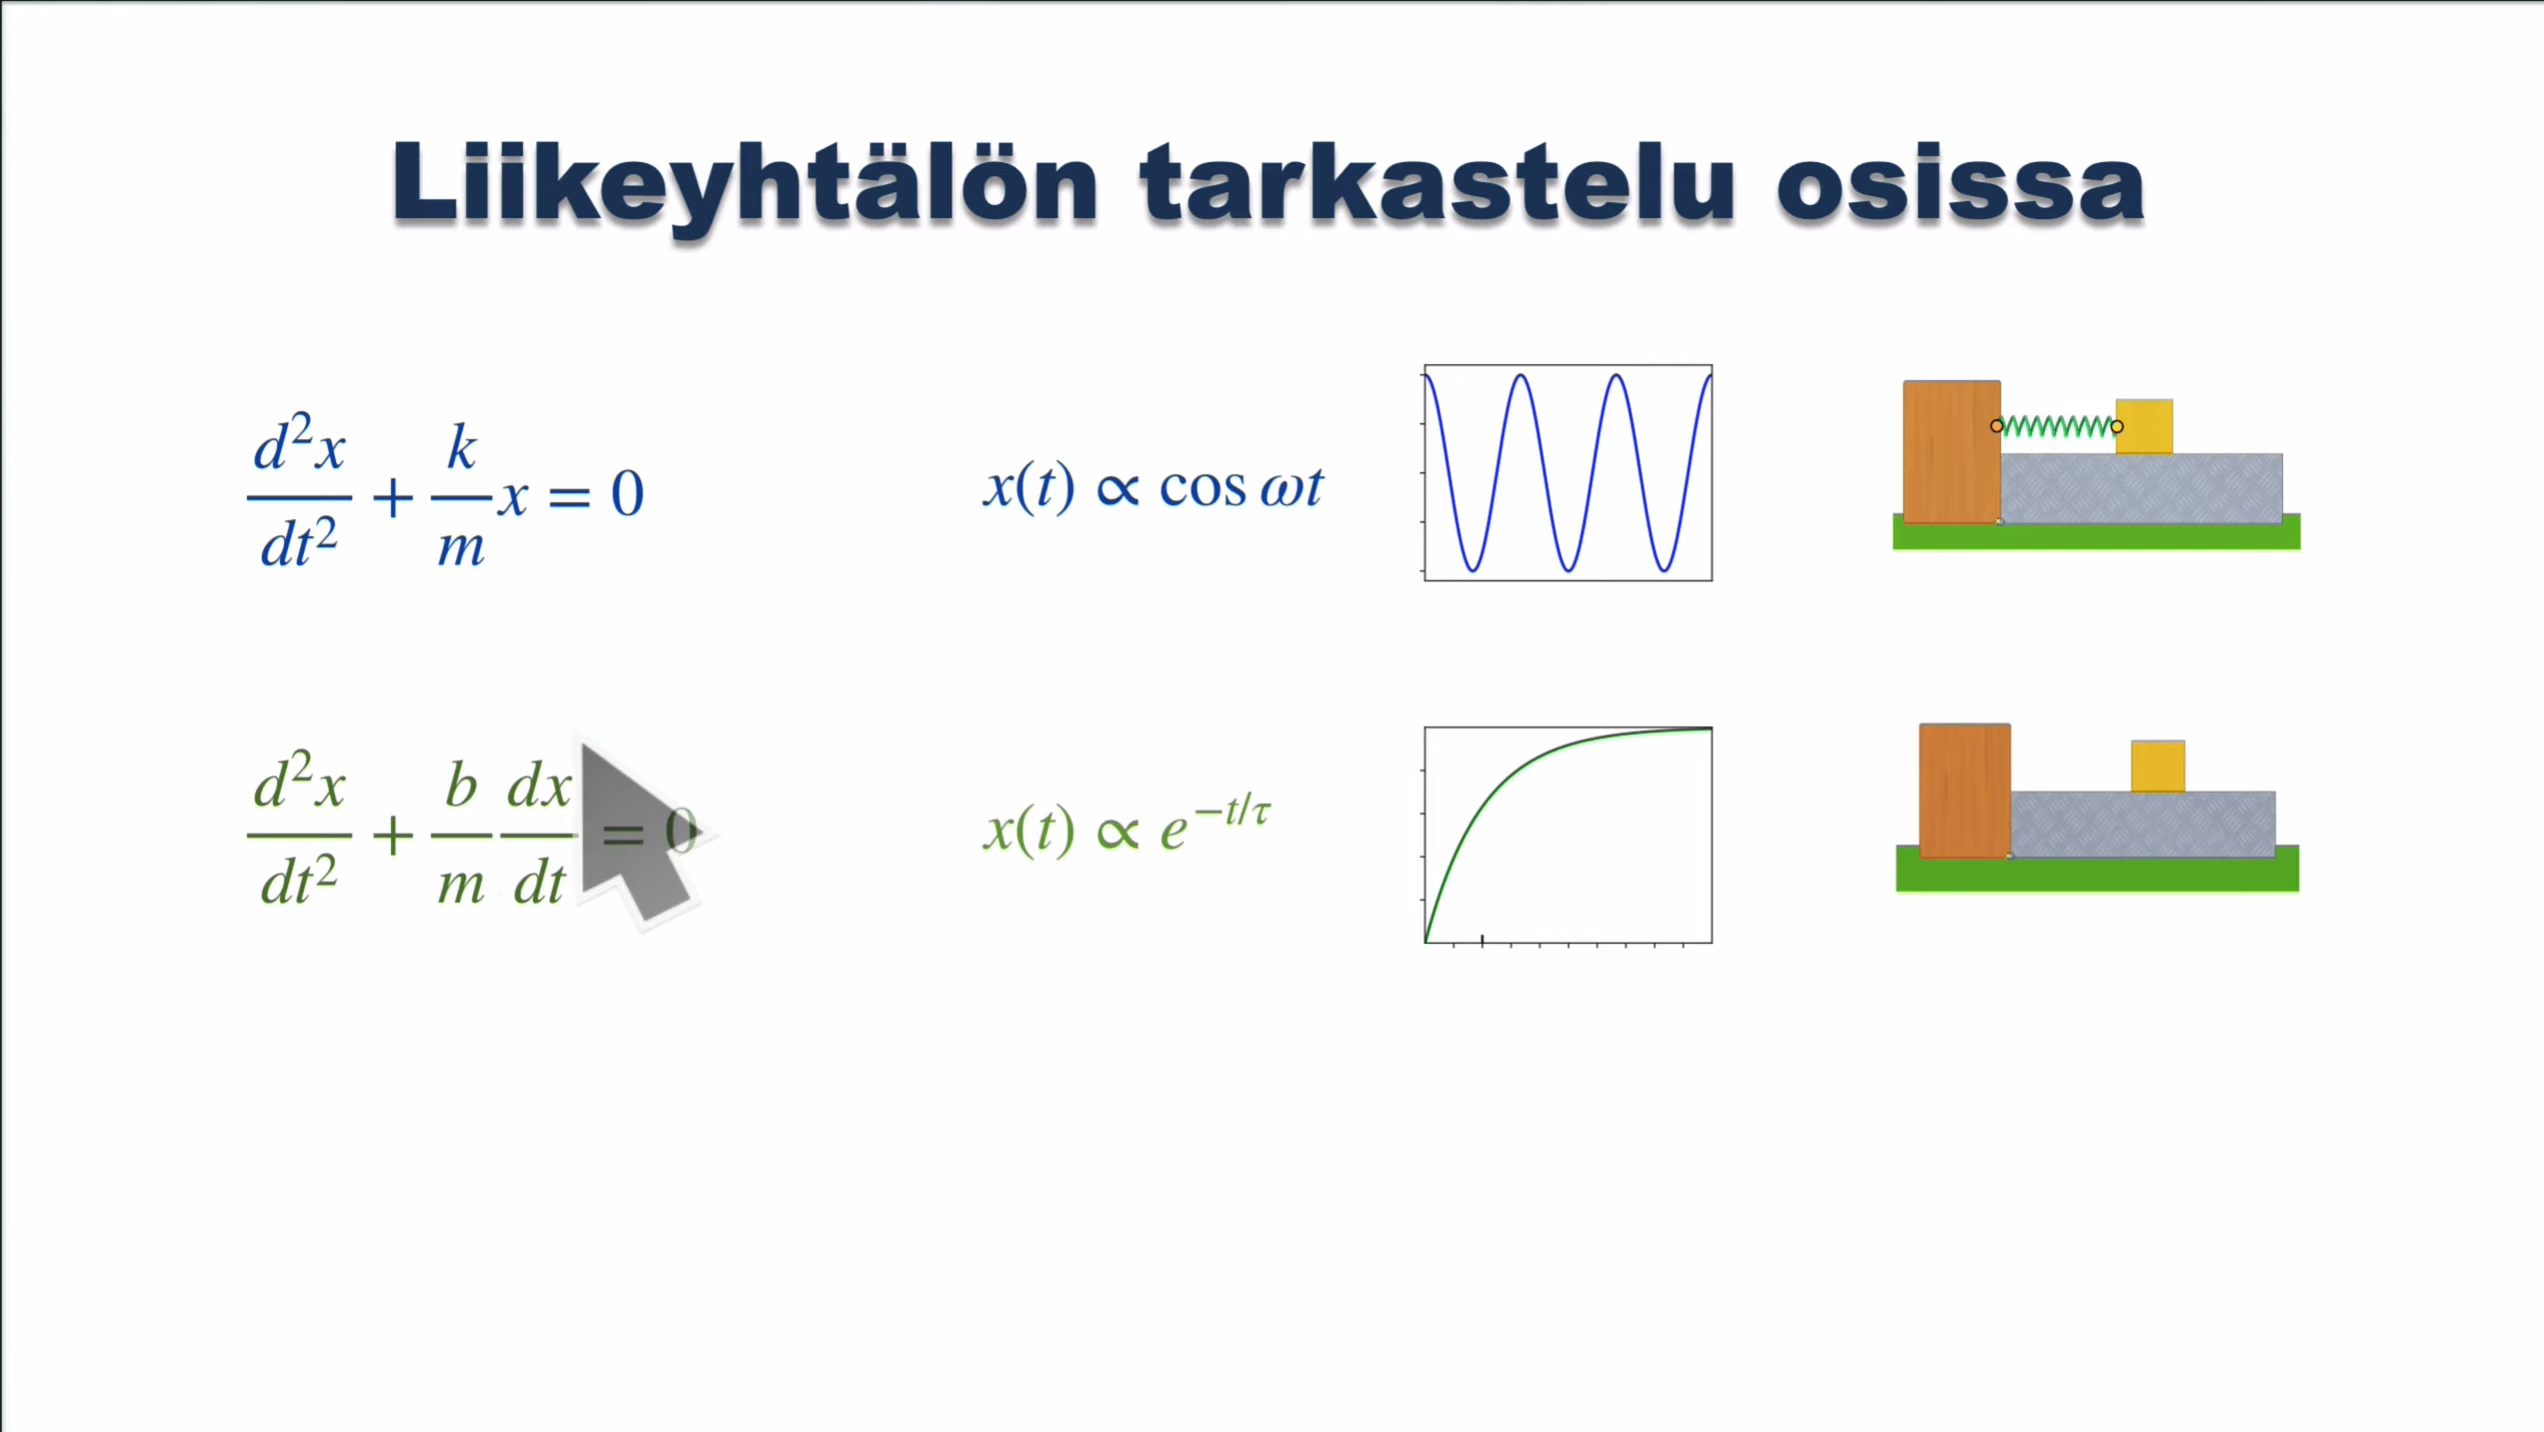 Liikeyhtälön tarkastelu osissa
d²x/dt² + k/m x = 0
x(t) ∝ cos ωt
d²x/dt² + b/m dx/dt = 0
x(t) ∝ e^−t/τ